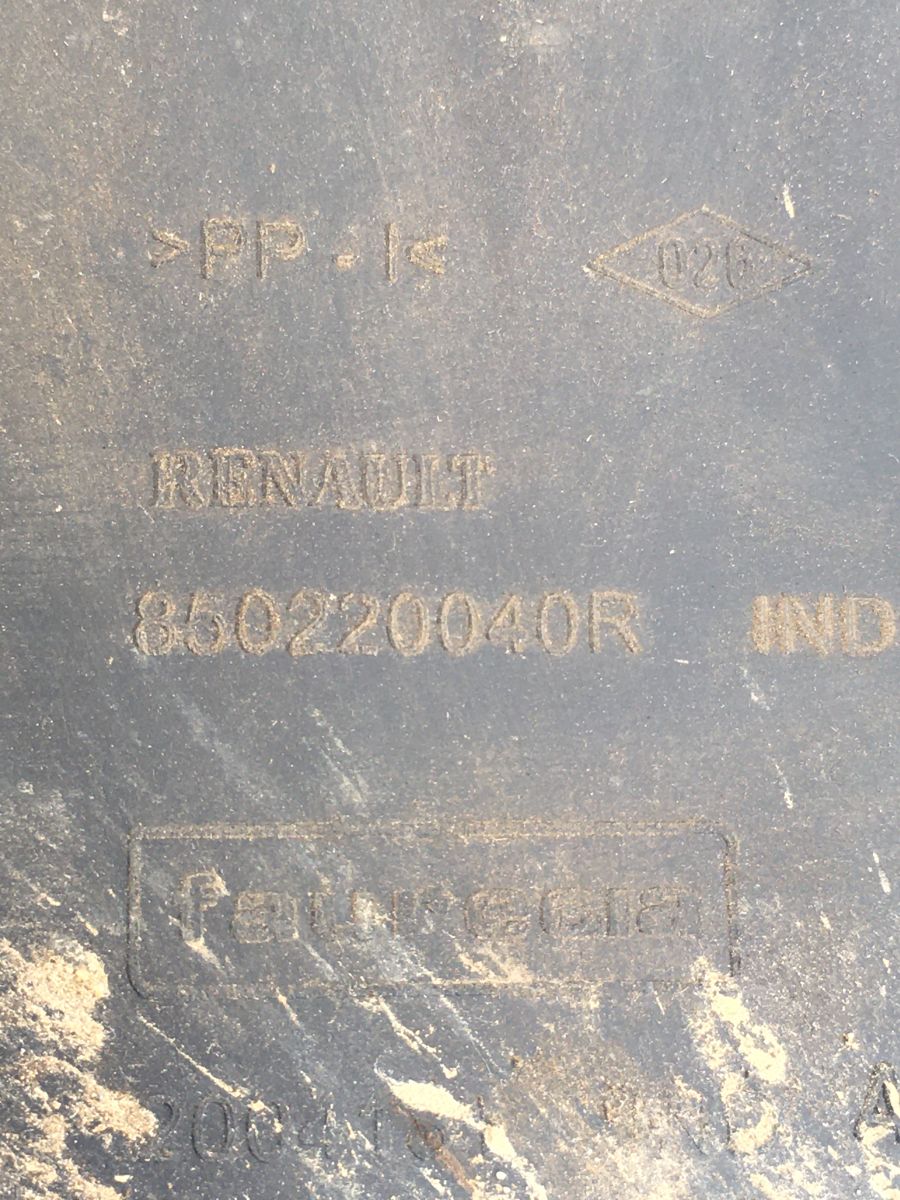 >PP - I<
026
RENAULT
850220040R IND
faurecia
A